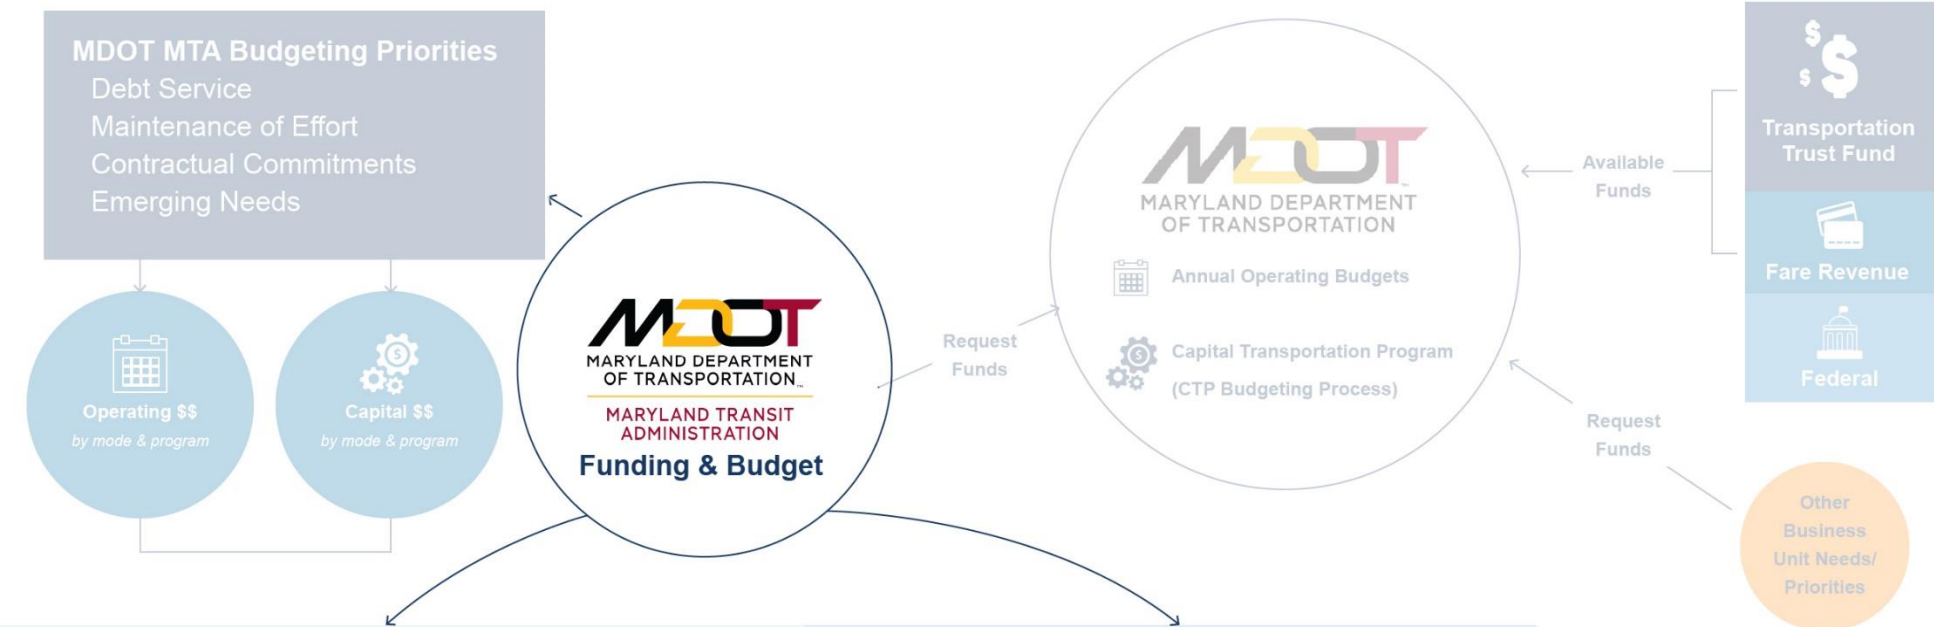 MDOT MTA Budgeting Priorities
Debt Service
Maintenance of Effort
Contractual Commitments
Emerging Needs
Operating $$
by mode & program
Capital $$
by mode & program
MDOT
MARYLAND DEPARTMENT
OF TRANSPORTATION™
MARYLAND TRANSIT
ADMINISTRATION
Funding & Budget
Request
Funds
MDOT
MARYLAND DEPARTMENT
OF TRANSPORTATION
Annual Operating Budgets
Capital Transportation Program
(CTP Budgeting Process)
Available
Funds
$
$
$
Transportation
Trust Fund
Fare Revenue
Federal
Request
Funds
Other
Business
Unit Needs/
Priorities